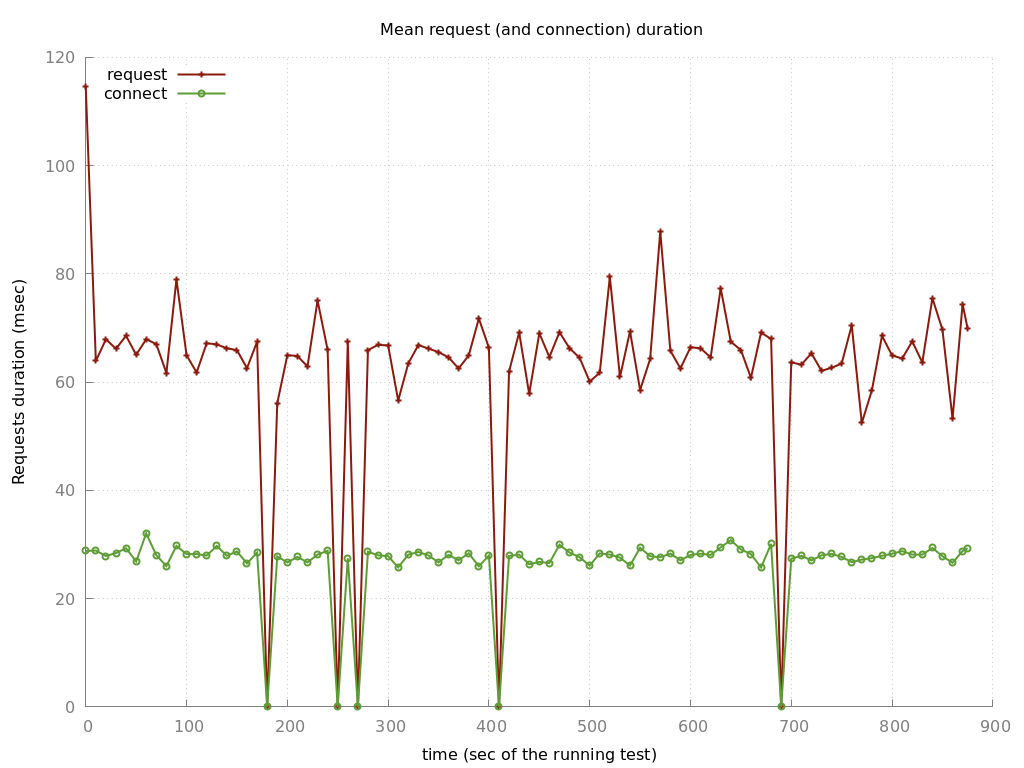 Mean request (and connection) duration
120
100
80
60
40
20
0
request
connect
Requests duration (msec)
0 100 200 300 400 500 600 700 800 900
time (sec of the running test)